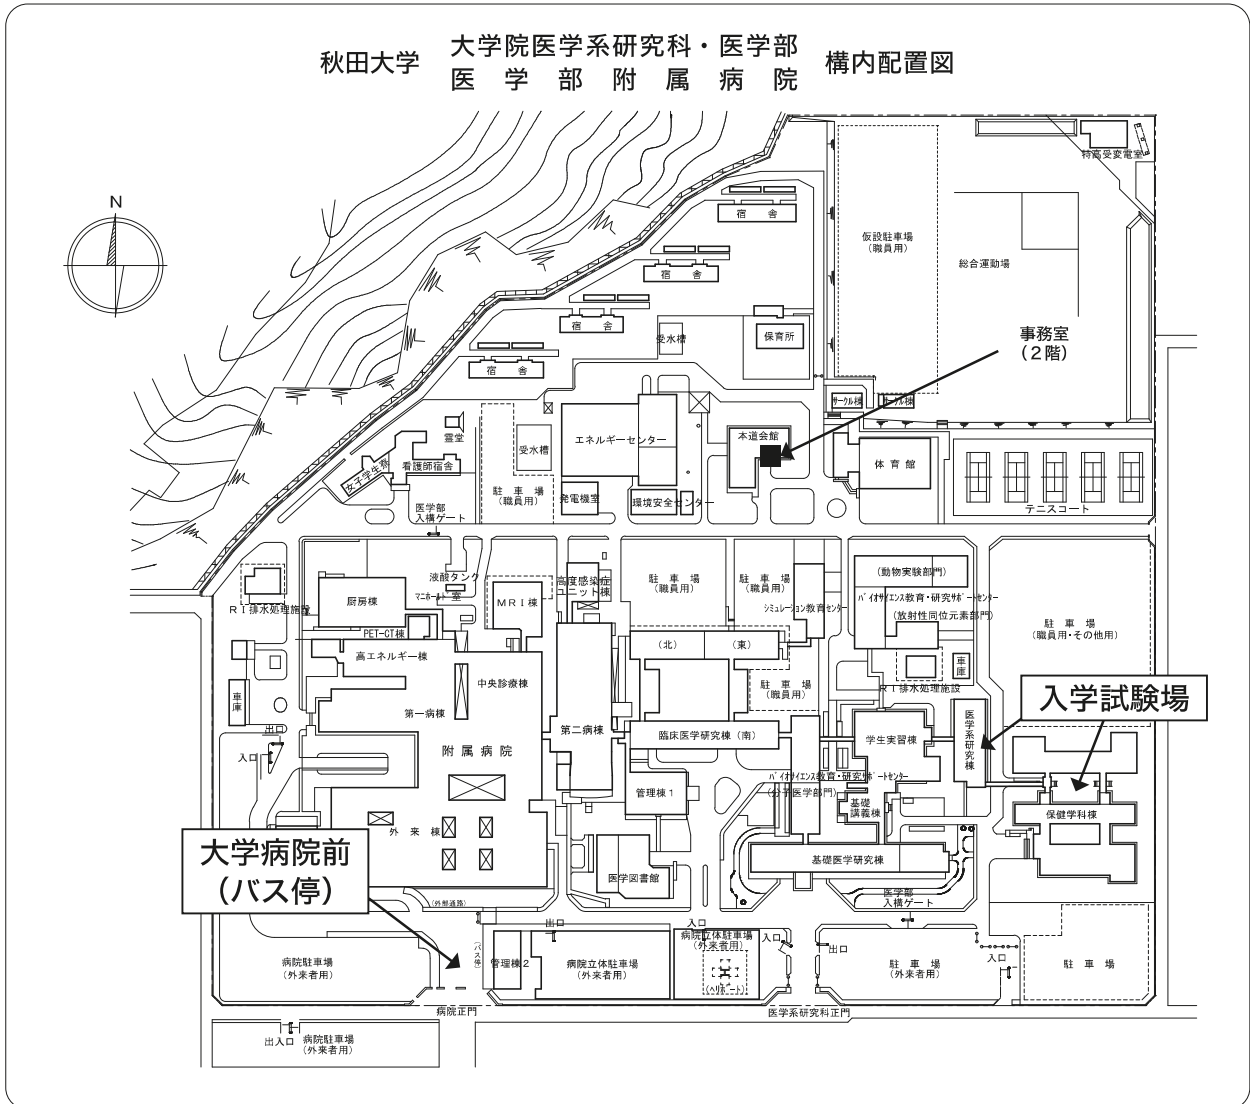 秋田大学
大学院医学系研究科・医学部
医学部附属病院
構内配置図
N
特高受変電室
宿舎
仮設駐車場
(職員用)
総合運動場
宿舎
宿舎
受水槽
保育所
事務室
(2階)
宿舎
サークル棟
サークル棟
霊堂
受水槽
エネルギーセンター
本道会館
体育館
女子学生寮
看護師宿舎
駐車場
(職員用)
発電機室
環境安全センター
テニスコート
医学部
入構ゲート
液酸タンク
マニホールド室
厨房棟
MRI棟
高度感染症
ユニット棟
駐車場
(職員用)
駐車場
(職員用)
シミュレーション教育センター
(動物実験部門)
バイオサイエンス教育・研究サポートセンター
(放射性同位元素部門)
RI排水処理施設
PET-CT棟
高エネルギー棟
(北)
(東)
駐車場
(職員用・その他用)
車庫
中央診療棟
駐車場
(職員用)
RI排水処理施設
車庫
入学試験場
第一病棟
第二病棟
臨床医学研究棟(南)
学生実習棟
医学系研究棟
出口
入口
附属病院
バイオサイエンス教育・研究サポートセンター
(分子医学部門)
管理棟1
基礎
講義棟
保健学科棟
外来棟
大学病院前
(バス停)
基礎医学研究棟
医学図書館
医学部
入構ゲート
(外部通路)
出口
入口
(バス停)
管理棟2
病院立体駐車場
(外来者用)
病院立体駐車場
(外来者用)
(ヘリポート)
入口
出口
駐車場
(外来者用)
入口
駐車場
病院駐車場
(外来者用)
病院正門
医学系研究科正門
出入口
病院駐車場
(外来者用)